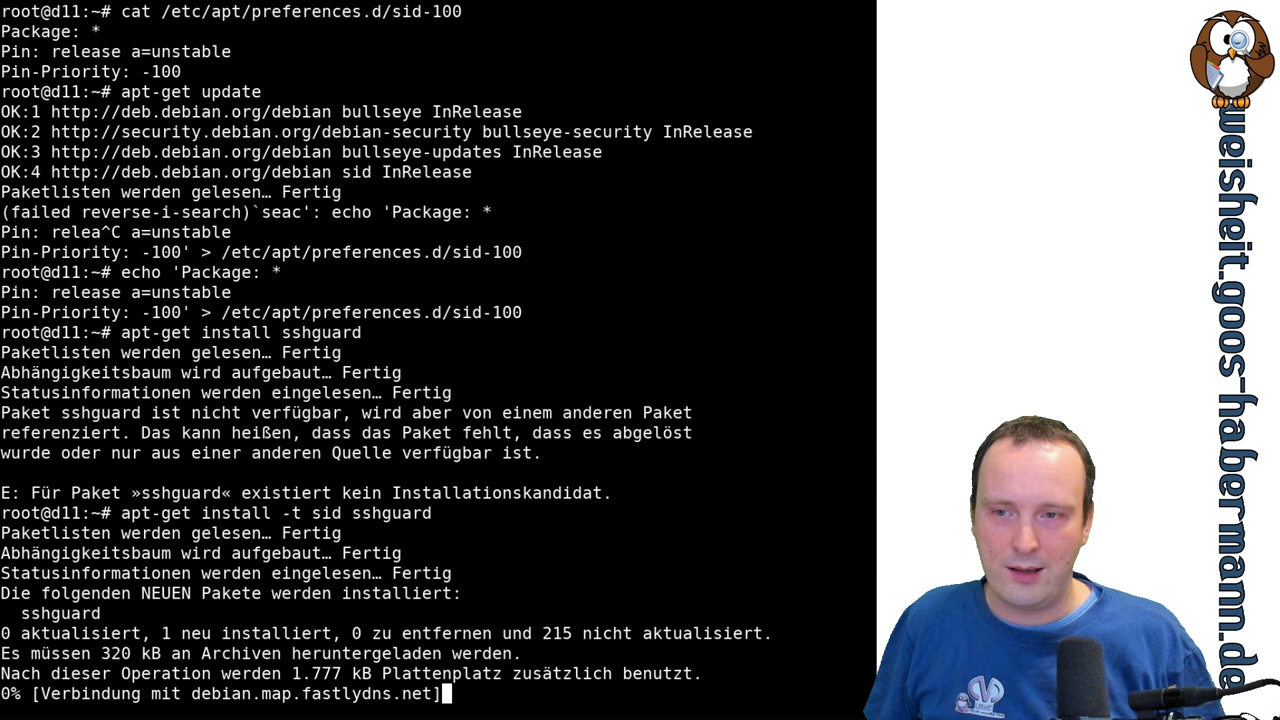 root@d11:~# cat /etc/apt/preferences.d/sid-100
Package: *
Pin: release a=unstable
Pin-Priority: -100
root@d11:~# apt-get update
OK:1 http://deb.debian.org/debian bullseye InRelease
OK:2 http://security.debian.org/debian-security bullseye-security InRelease
OK:3 http://deb.debian.org/debian bullseye-updates InRelease
OK:4 http://deb.debian.org/debian sid InRelease
Paketlisten werden gelesen… Fertig
(failed reverse-i-search)`seac': echo 'Package: *
Pin: relea^C a=unstable
Pin-Priority: -100' > /etc/apt/preferences.d/sid-100
root@d11:~# echo 'Package: *
Pin: release a=unstable
Pin-Priority: -100' > /etc/apt/preferences.d/sid-100
root@d11:~# apt-get install sshguard
Paketlisten werden gelesen… Fertig
Abhängigkeitsbaum wird aufgebaut… Fertig
Statusinformationen werden eingelesen… Fertig
Paket sshguard ist nicht verfügbar, wird aber von einem anderen Paket
referenziert. Das kann heißen, dass das Paket fehlt, dass es abgelöst
wurde oder nur aus einer anderen Quelle verfügbar ist.
E: Für Paket »sshguard« existiert kein Installationskandidat.
root@d11:~# apt-get install -t sid sshguard
Paketlisten werden gelesen… Fertig
Abhängigkeitsbaum wird aufgebaut… Fertig
Statusinformationen werden eingelesen… Fertig
Die folgenden NEUEN Pakete werden installiert:
sshguard
0 aktualisiert, 1 neu installiert, 0 zu entfernen und 215 nicht aktualisiert.
Es müssen 320 kB an Archiven heruntergeladen werden.
Nach dieser Operation werden 1.777 kB Plattenplatz zusätzlich benutzt.
0% [Verbindung mit debian.map.fastlydns.net]
weisheit.goos-habermann.de